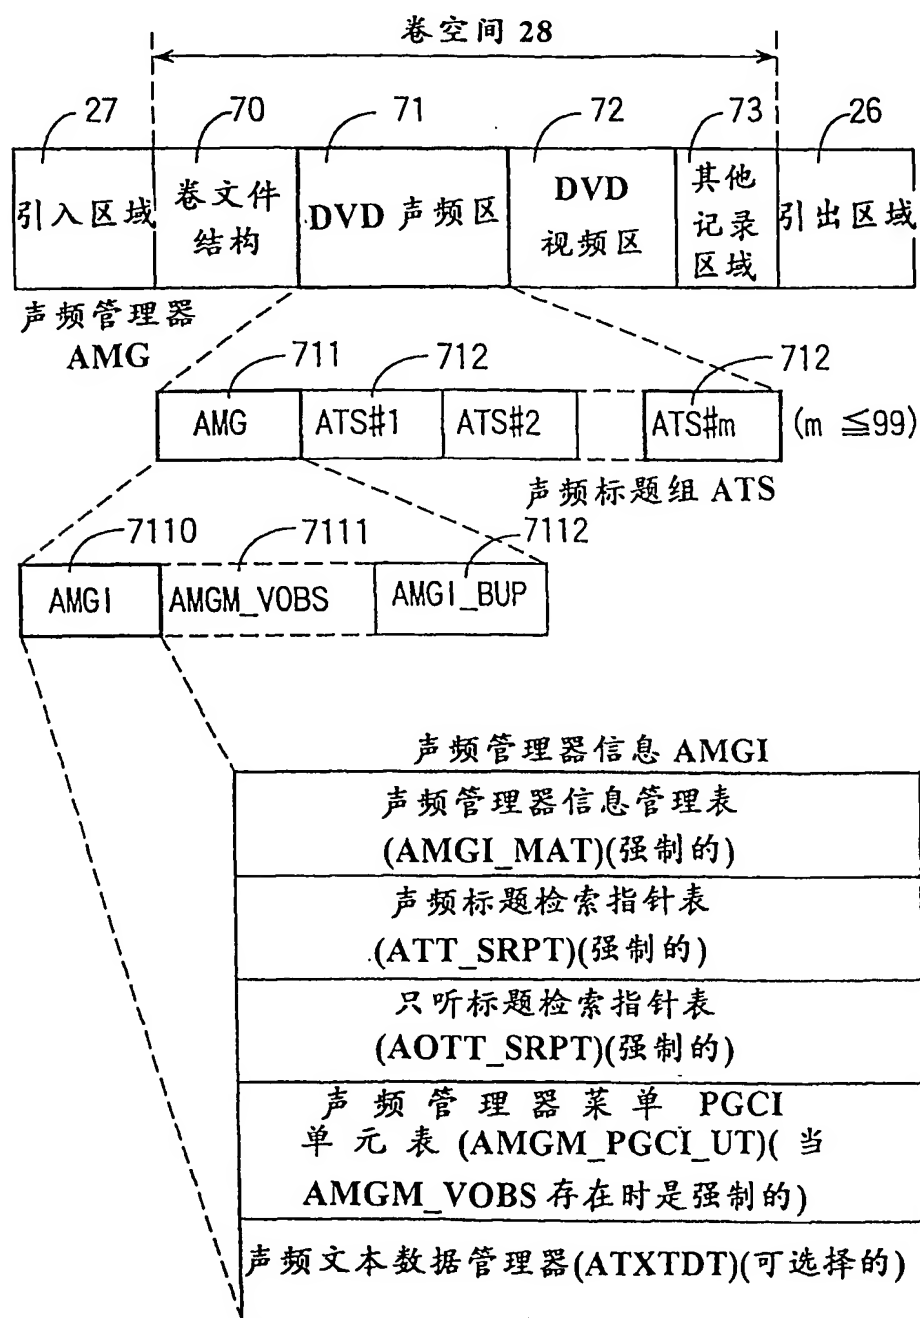 卷空间 28
27
70
71
72
73
26
引入区域
卷文件
结构
DVD 声频区
DVD
视频区
其他
记录
区域
引出区域
声频管理器
AMG
711
712
712
AMG
ATS#1
ATS#2
ATS#m
(m ≦99)
声频标题组 ATS
7110
7111
7112
AMGI
AMGM_VOBS
AMGI_BUP
声频管理器信息 AMGI
声频管理器信息管理表
(AMGI_MAT)(强制的)
声频标题检索指针表
(ATT_SRPT)(强制的)
只听标题检索指针表
(AOTT_SRPT)(强制的)
声频管理器菜单 PGCI
单元表 (AMGM_PGCI_UT)( 当
AMGM_VOBS 存在时是强制的)
声频文本数据管理器(ATXTDT)(可选择的)